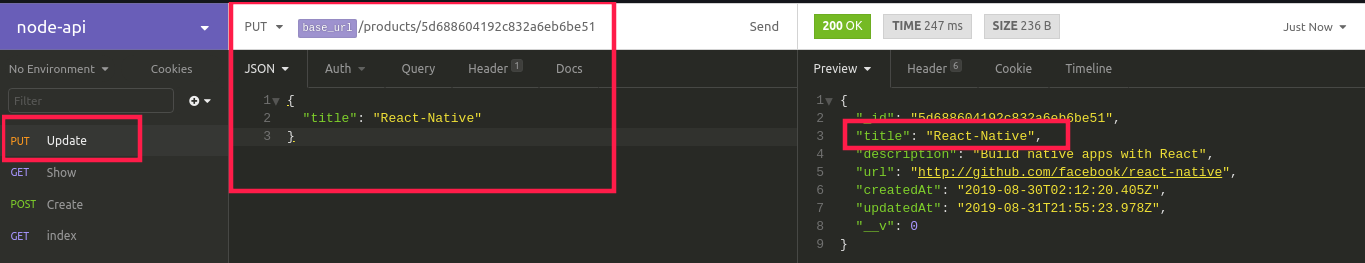 node-api
No Environment
Cookies
Filter
PUT Update
GET Show
POST Create
GET index
PUT base_url/products/5d688604192c832a6eb6be51 Send
JSON Auth Query Header 1 Docs
1 {
2 "title": "React-Native"
3 }
200 OK TIME 247 ms SIZE 236 B Just Now
Preview Header 6 Cookie Timeline
1 {
2 "_id": "5d688604192c832a6eb6be51",
3 "title": "React-Native",
4 "description": "Build native apps with React",
5 "url": "http://github.com/facebook/react-native",
6 "createdAt": "2019-08-30T02:12:20.405Z",
7 "updatedAt": "2019-08-31T21:55:23.978Z",
8 "__v": 0
9 }